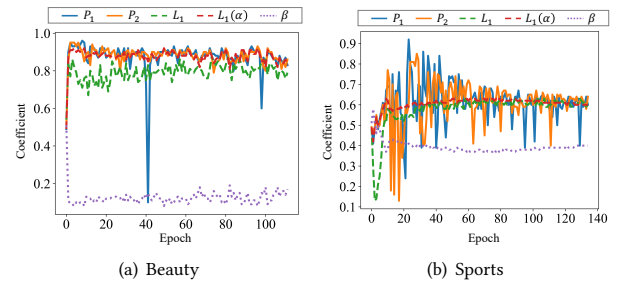 P₁ P₂ L₁ L₁(α) β
1.0
0.8
0.6
0.4
0.2
Coefficient
0 20 40 60 80 100
Epoch
(a) Beauty
P₁ P₂ L₁ L₁(α) β
0.9
0.8
0.7
0.6
0.5
0.4
0.3
0.2
0.1
Coefficient
0 20 40 60 80 100 120 140
Epoch
(b) Sports